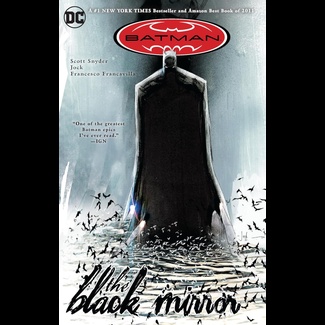 DC
A #1 NEW YORK TIMES Bestseller and Amazon Best Book of 2011
BATMAN
Scott Snyder
Jock
Francesco Francavilla
"One of the greatest
Batman epics
I've ever read."
—IGN
the
black mirror